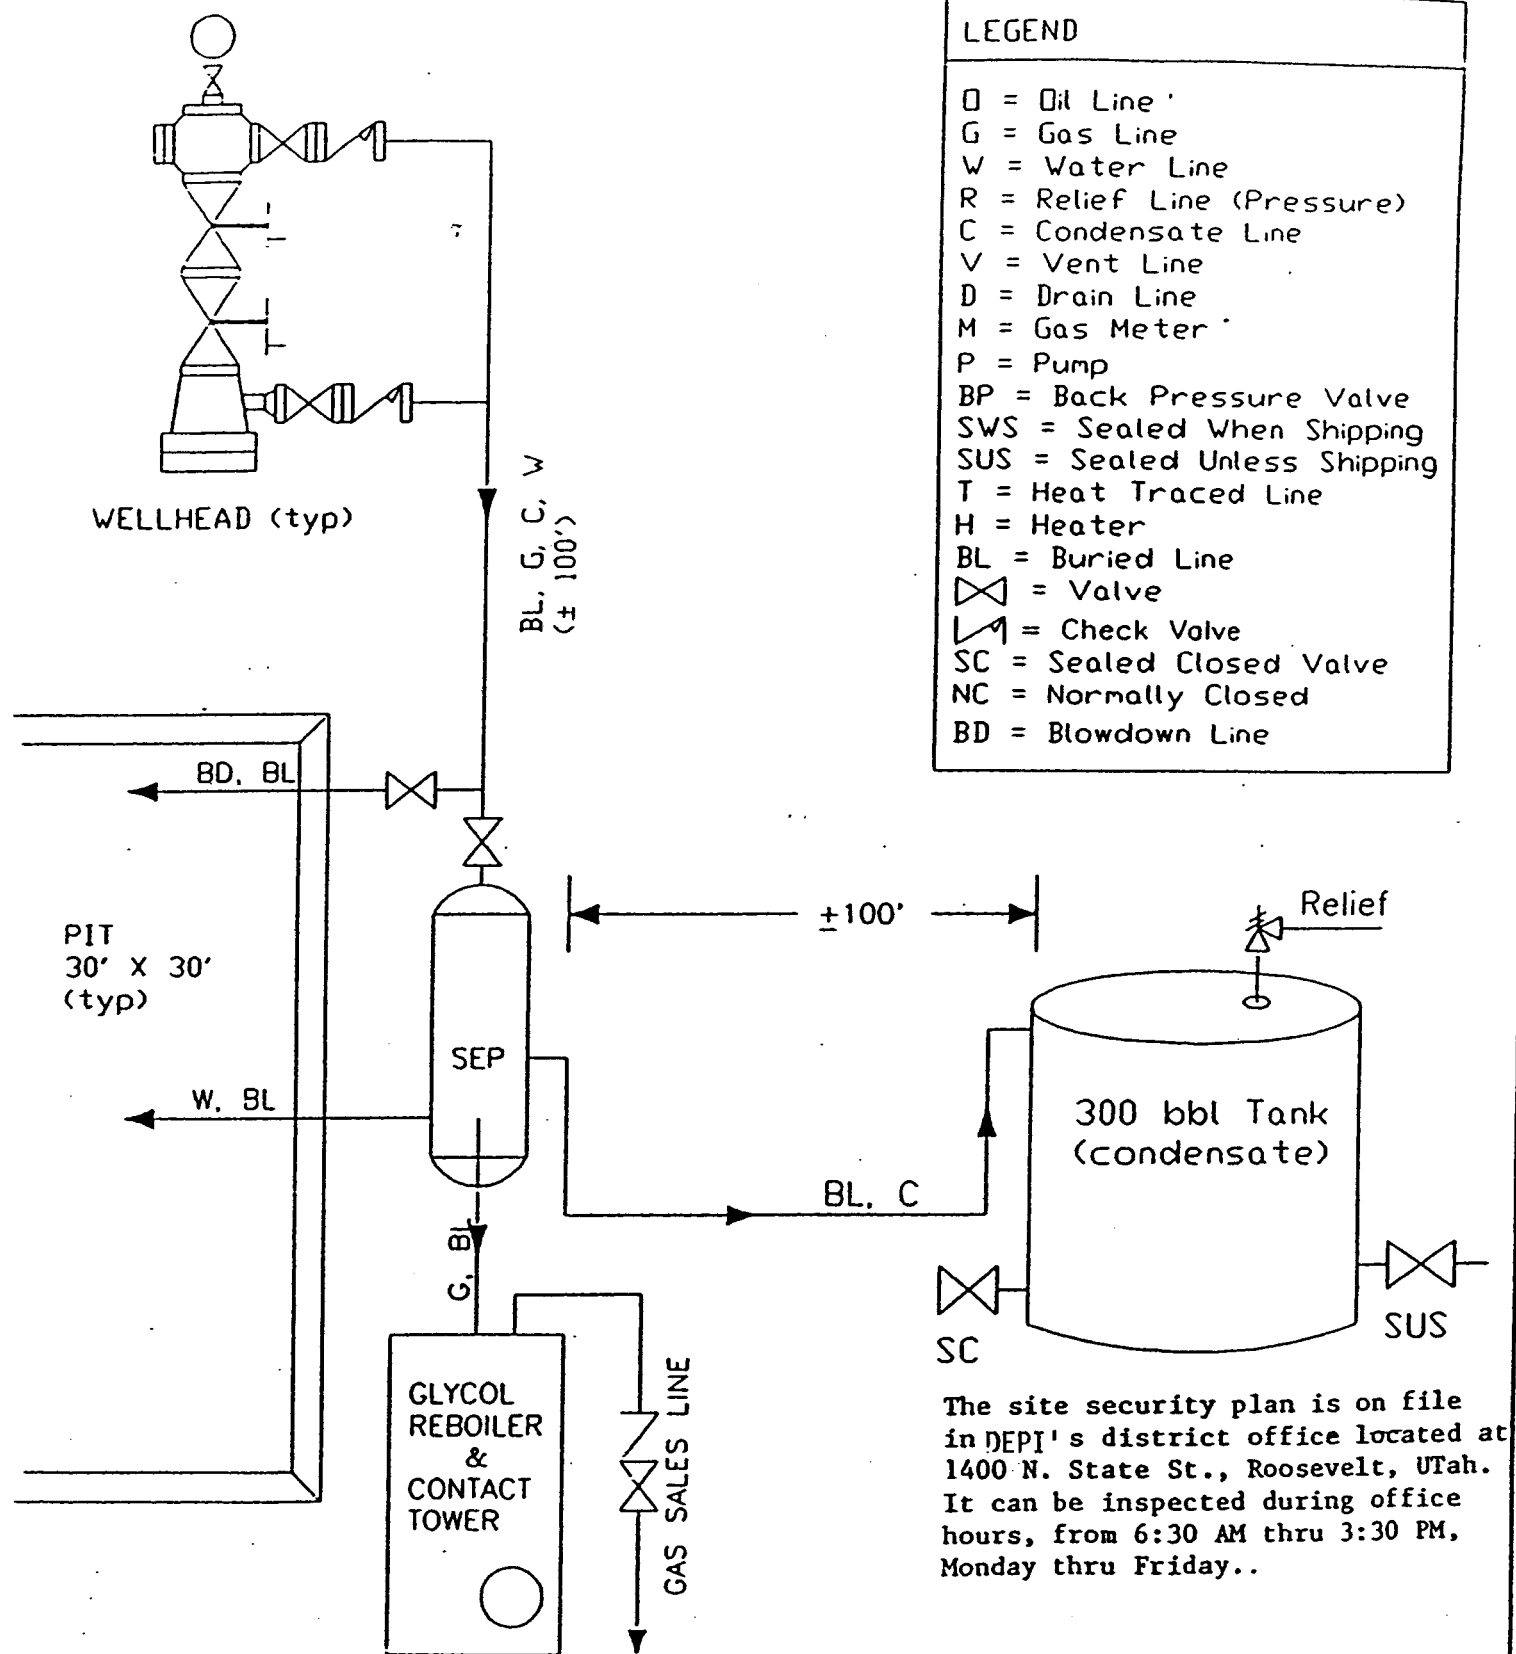 LEGEND
O = Oil Line
G = Gas Line
W = Water Line
R = Relief Line (Pressure)
C = Condensate Line
V = Vent Line
D = Drain Line
M = Gas Meter
P = Pump
BP = Back Pressure Valve
SWS = Sealed When Shipping
SUS = Sealed Unless Shipping
T = Heat Traced Line
H = Heater
BL = Buried Line
= Valve
= Check Valve
SC = Sealed Closed Valve
NC = Normally Closed
BD = Blowdown Line
WELLHEAD (typ)
BL, G, C, W
(± 100')
BD, BL
PIT
30' X 30'
(typ)
±100'
Relief
SEP
W, BL
300 bbl Tank
(condensate)
BL, C
G, BL
SC
SUS
GLYCOL
REBOILER
&
CONTACT
TOWER
GAS SALES LINE
The site security plan is on file
in DEPI's district office located at
1400 N. State St., Roosevelt, UTah.
It can be inspected during office
hours, from 6:30 AM thru 3:30 PM,
Monday thru Friday..